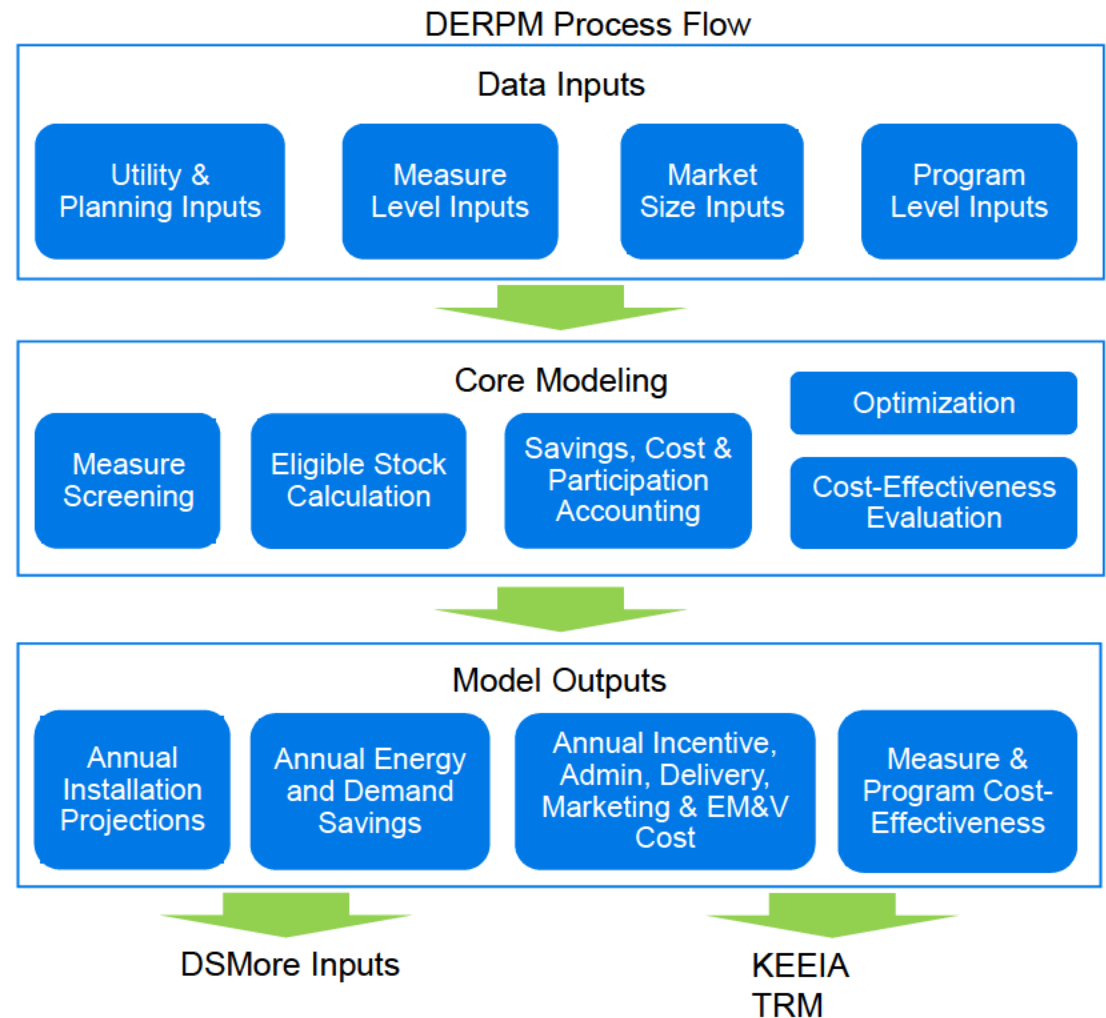 DERPM Process Flow
Data Inputs
Utility &
Planning Inputs
Measure
Level Inputs
Market
Size Inputs
Program
Level Inputs
Core Modeling
Measure
Screening
Eligible Stock
Calculation
Savings, Cost &
Participation
Accounting
Optimization
Cost-Effectiveness
Evaluation
Model Outputs
Annual
Installation
Projections
Annual Energy
and Demand
Savings
Annual Incentive,
Admin, Delivery,
Marketing & EM&V
Cost
Measure &
Program Cost-
Effectiveness
DSMore Inputs
KEEIA
TRM